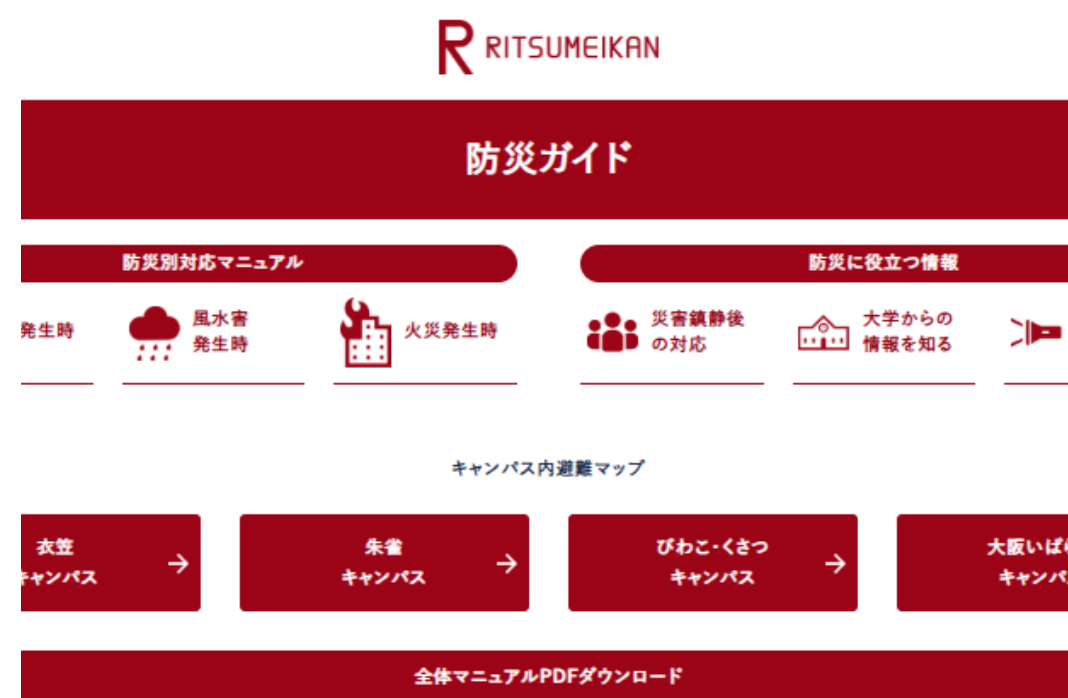 RITSUMEIKAN
防災ガイド
防災別対応マニュアル
防災に役立つ情報
発生時
風水害
発生時
火災発生時
災害鎮静後
の対応
大学からの
情報を知る
キャンパス内避難マップ
衣笠
キャンパス
朱雀
キャンパス
びわこ・くさつ
キャンパス
大阪いばら
キャンパ
全体マニュアルPDFダウンロード